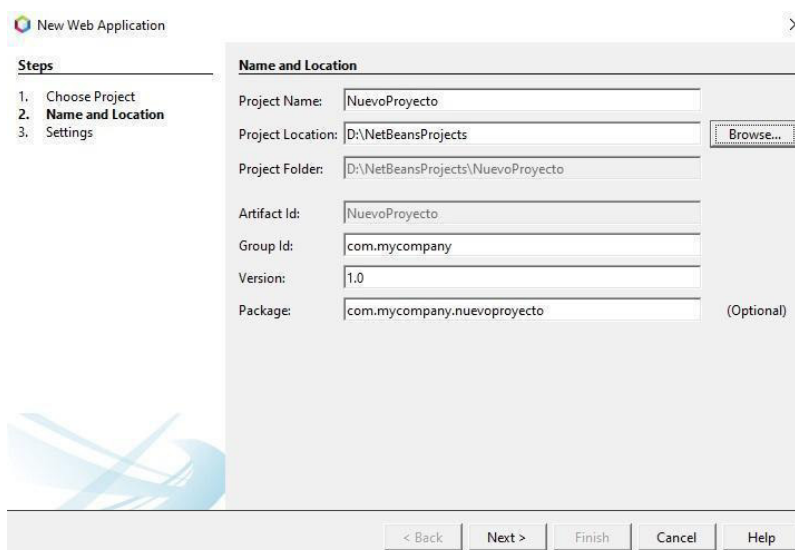 New Web Application
Steps
1. Choose Project
2. Name and Location
3. Settings
Name and Location
Project Name: NuevoProyecto
Project Location: D:\NetBeansProjects Browse...
Project Folder: D:\NetBeansProjects\NuevoProyecto
Artifact Id: NuevoProyecto
Group Id: com.mycompany
Version: 1.0
Package: com.mycompany.nuevoproyecto (Optional)
< Back Next > Finish Cancel Help